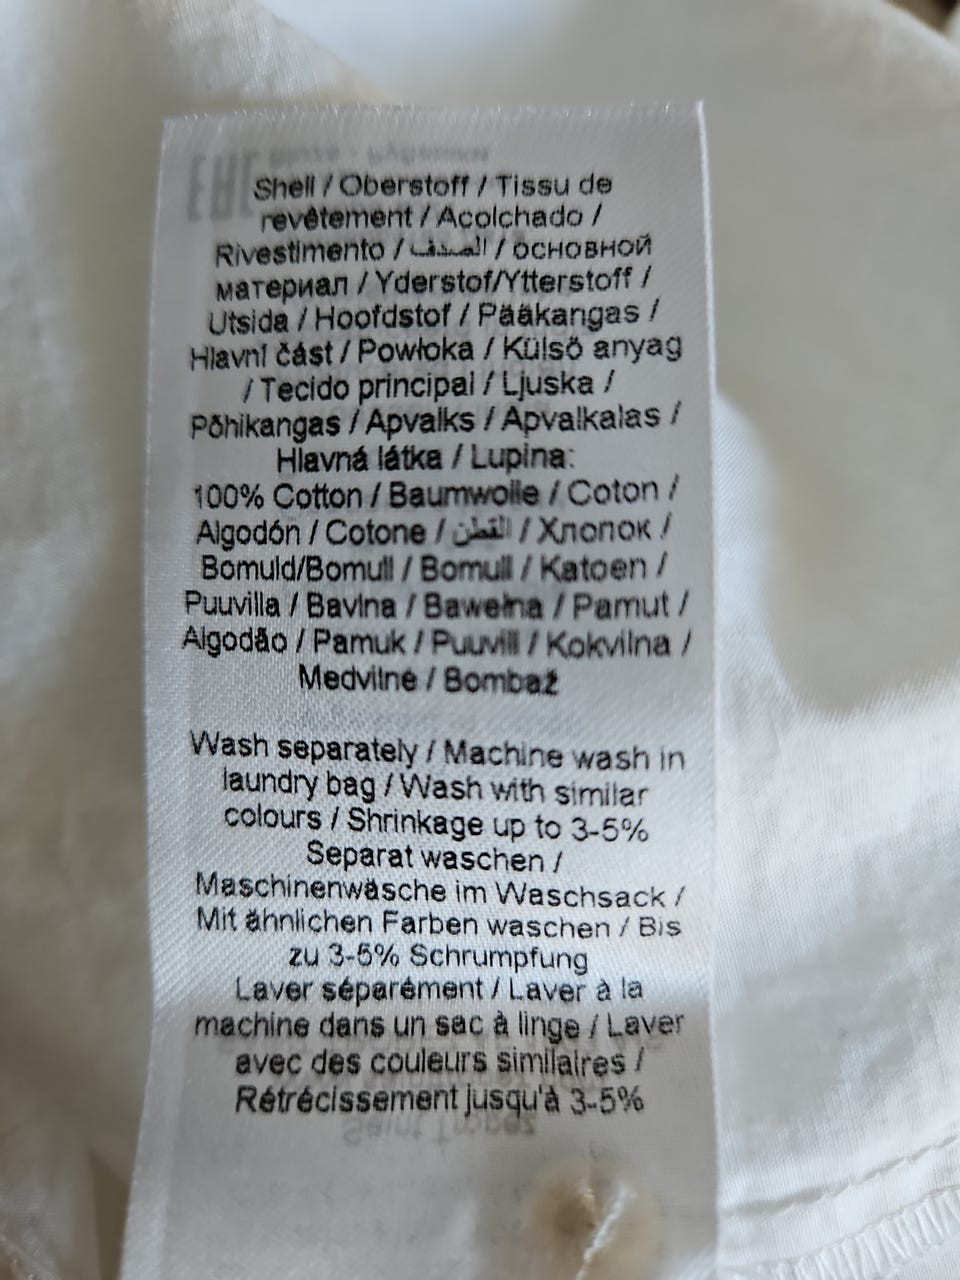 Shell / Oberstoff / Tissu de
revêtement / Acolchado /
Rivestimento / الصدف / основной
материал / Yderstof/Ytterstoff /
Utsida / Hoofdstof / Pääkangas /
Hlavní část / Powłoka / Külső anyag
/ Tecido principal / Ljuska /
Põhikangas / Apvalks / Apvalkalas /
Hlavná látka / Lupina:
100% Cotton / Baumwolle / Coton /
Algodón / Cotone / القطن / Хлопок /
Bomuld/Bomull / Bomull / Katoen /
Puuvilla / Bavlna / Bawełna / Pamut /
Algodão / Pamuk / Puuvill / Kokvilna /
Medvilnė / Bombaž
Wash separately / Machine wash in
laundry bag / Wash with similar
colours / Shrinkage up to 3-5%
Separat waschen /
Maschinenwäsche im Waschsack /
Mit ähnlichen Farben waschen / Bis
zu 3-5% Schrumpfung
Laver séparément / Laver à la
machine dans un sac à linge / Laver
avec des couleurs similaires /
Rétrécissement jusqu'à 3-5%
Saint Tropez